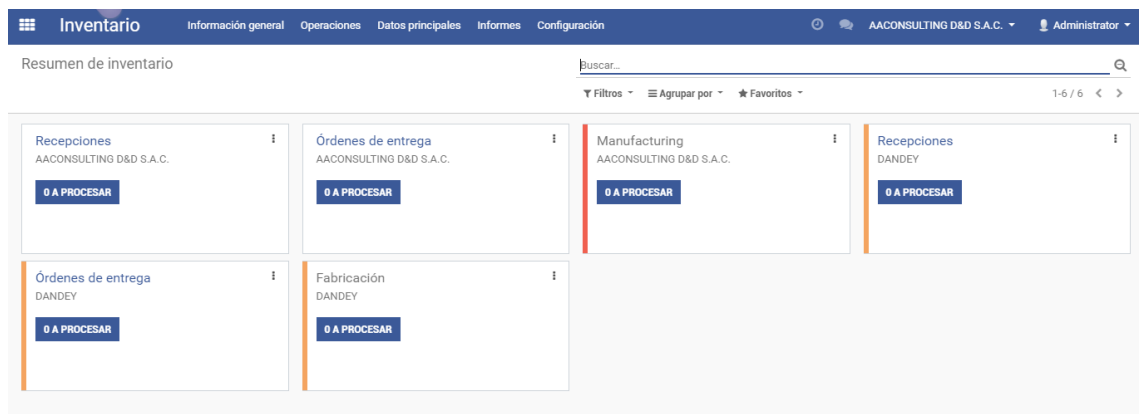 Inventario Información general Operaciones Datos principales Informes Configuración AACONSULTING D&D S.A.C. Administrator
Resumen de inventario
Buscar...
Filtros Agrupar por Favoritos 1-6 / 6
Recepciones
AACONSULTING D&D S.A.C.
0 A PROCESAR
Órdenes de entrega
AACONSULTING D&D S.A.C.
0 A PROCESAR
Manufacturing
AACONSULTING D&D S.A.C.
0 A PROCESAR
Recepciones
DANDEY
0 A PROCESAR
Órdenes de entrega
DANDEY
0 A PROCESAR
Fabricación
DANDEY
0 A PROCESAR